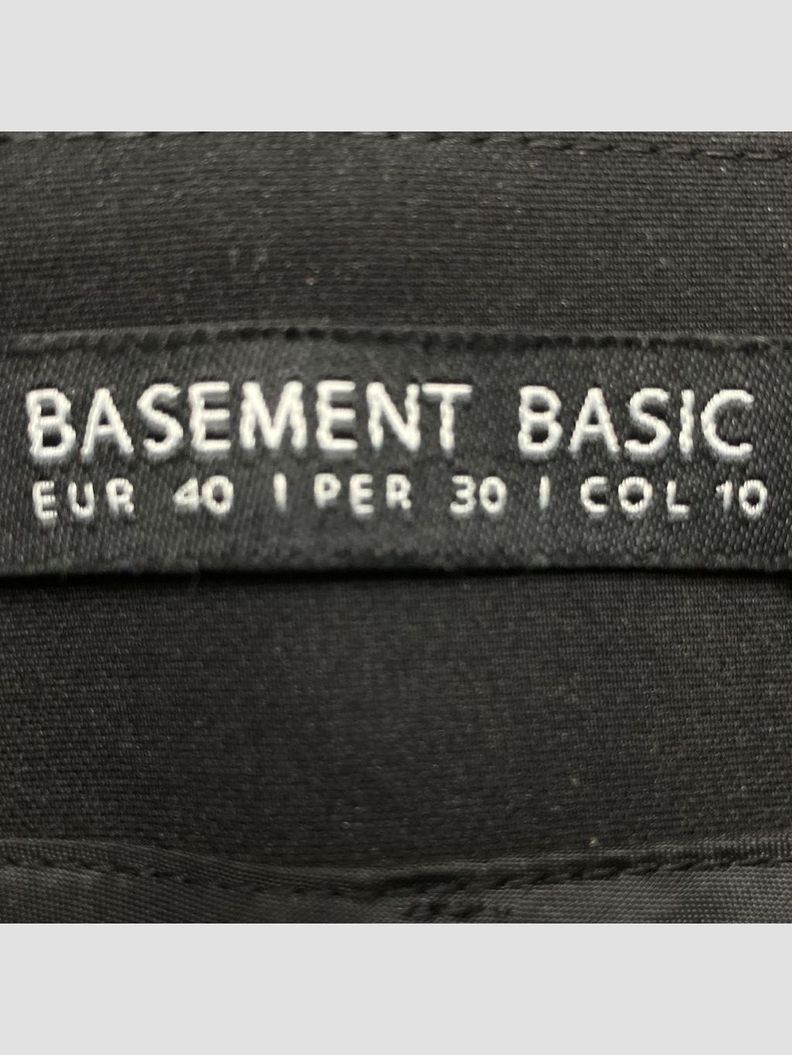 BASEMENT BASIC
EUR 40 | PER 30 | COL 10